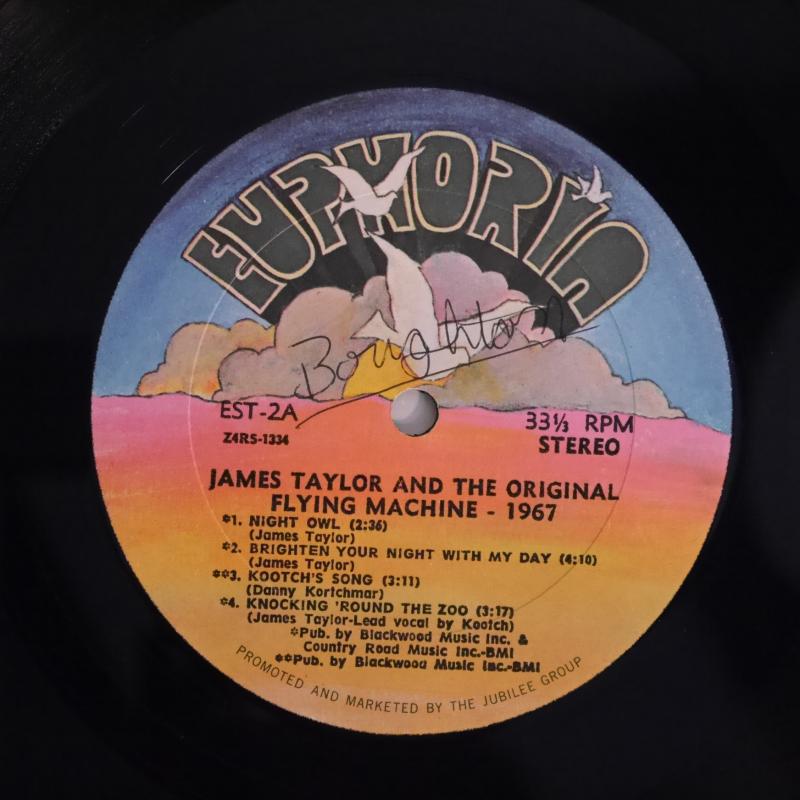 EUPHORIA
Boughton
EST-2A
33⅓ RPM
Z4RS-1334
STEREO
JAMES TAYLOR AND THE ORIGINAL
FLYING MACHINE - 1967
*1. NIGHT OWL (2:36)
(James Taylor)
*2. BRIGHTEN YOUR NIGHT WITH MY DAY (4:10)
(James Taylor)
**3. KOOTCH'S SONG (3:11)
(Danny Kortchmar)
*4. KNOCKING 'ROUND THE ZOO (3:17)
(James Taylor-Lead vocal by Kootch)
*Pub. by Blackwood Music Inc. &
Country Road Music Inc.-BMI
**Pub. by Blackwood Music Inc.-BMI
PROMOTED AND MARKETED BY THE JUBILEE GROUP